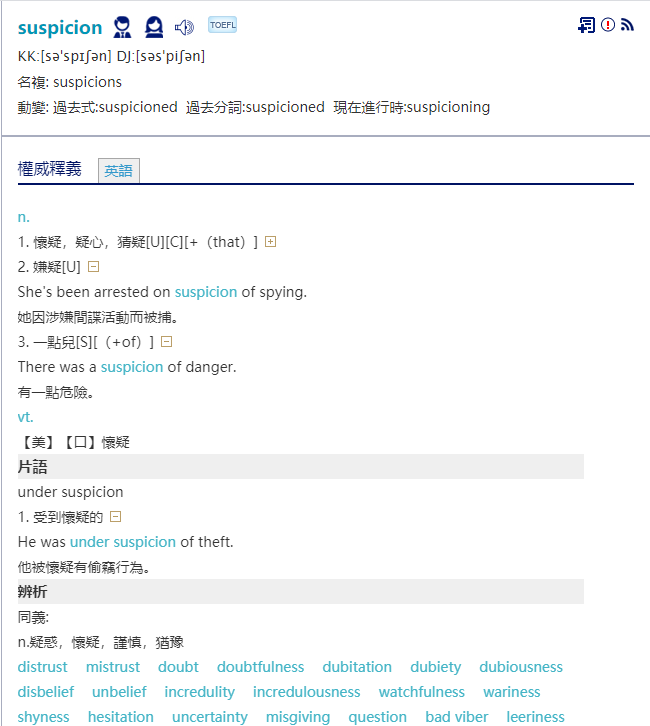 suspicion TOEFL
KK:[səˋspɪʃən] DJ:[səsˈpiʃən]
名複: suspicions
動變: 過去式:suspicioned 過去分詞:suspicioned 現在進行時:suspicioning
權威釋義 英語
n.
1. 懷疑，疑心，猜疑[U][C][+（that）]
2. 嫌疑[U]
She's been arrested on suspicion of spying.
她因涉嫌間諜活動而被捕。
3. 一點兒[S][（+of）]
There was a suspicion of danger.
有一點危險。
vt.
【美】【口】懷疑
片語
under suspicion
1. 受到懷疑的
He was under suspicion of theft.
他被懷疑有偷竊行為。
辨析
同義:
n.疑惑，懷疑，謹慎，猶豫
distrust mistrust doubt doubtfulness dubitation dubiety dubiousness
disbelief unbelief incredulity incredulousness watchfulness wariness
shyness hesitation uncertainty misgiving question bad viber leeriness